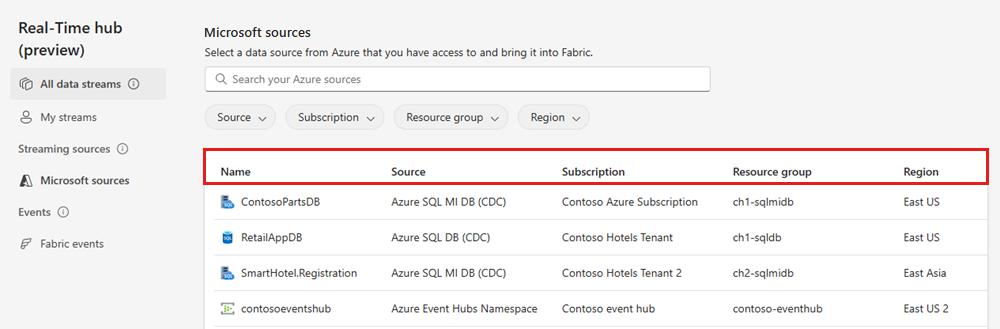 Real-Time hub
(preview)
All data streams
My streams
Streaming sources
Microsoft sources
Events
Fabric events
Microsoft sources
Select a data source from Azure that you have access to and bring it into Fabric.
Search your Azure sources
Source Subscription Resource group Region
Name Source Subscription Resource group Region
ContosoPartsDB Azure SQL MI DB (CDC) Contoso Azure Subscription ch1-sqlmidb East US
RetailAppDB Azure SQL DB (CDC) Contoso Hotels Tenant ch1-sqldb East US
SmartHotel.Registration Azure SQL MI DB (CDC) Contoso Hotels Tenant 2 ch2-sqlmidb East Asia
contosoeventshub Azure Event Hubs Namespace Contoso event hub contoso-eventhub East US 2